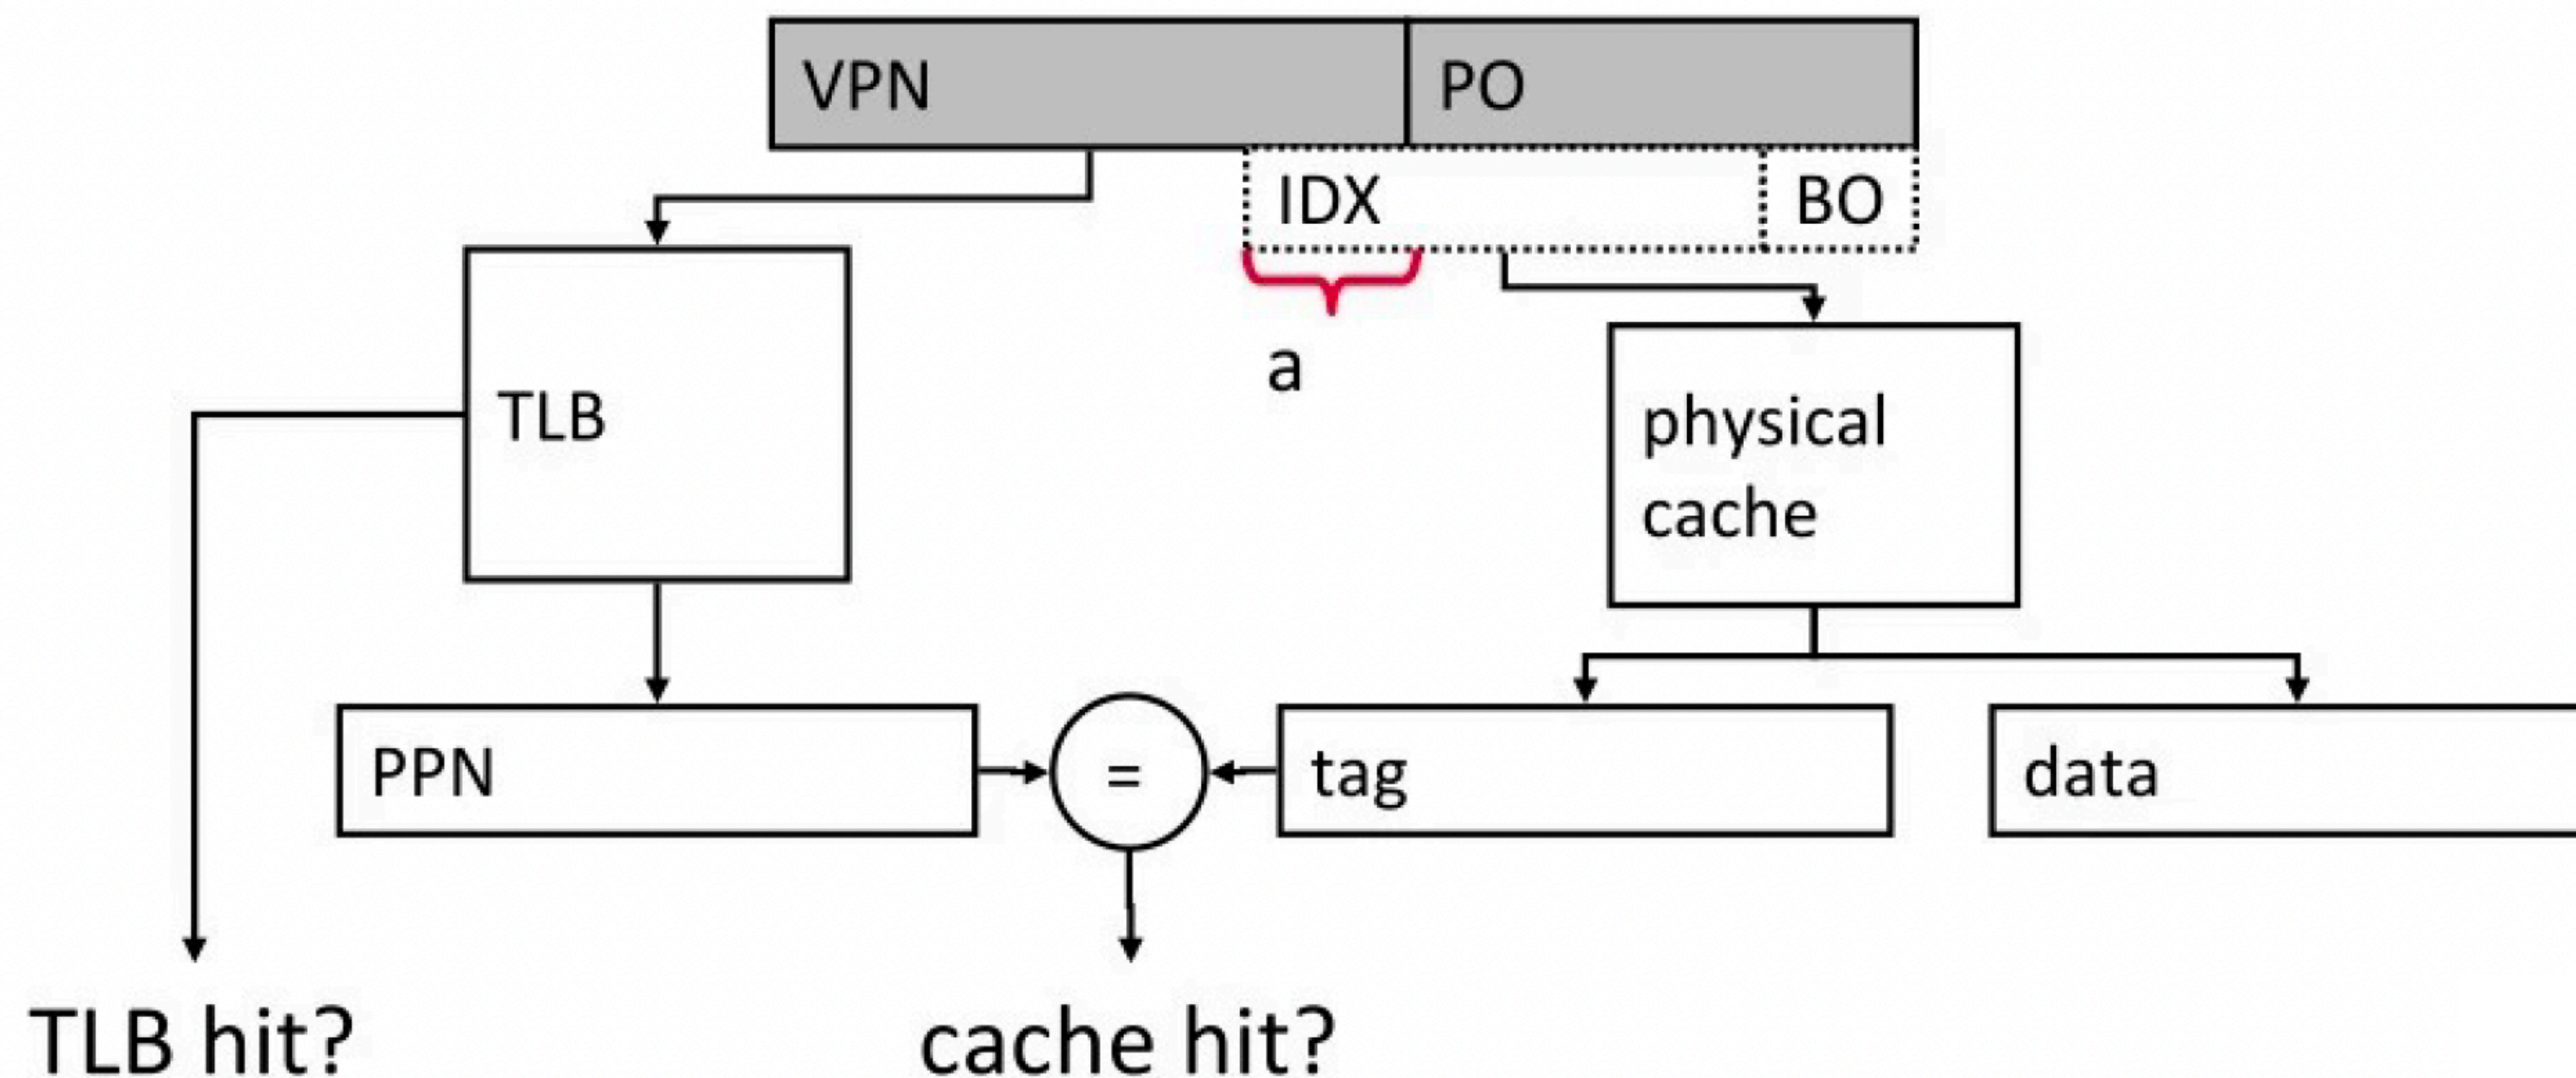 VPN
PO
IDX
BO
a
TLB
physical
cache
PPN
=
tag
data
TLB hit?
cache hit?